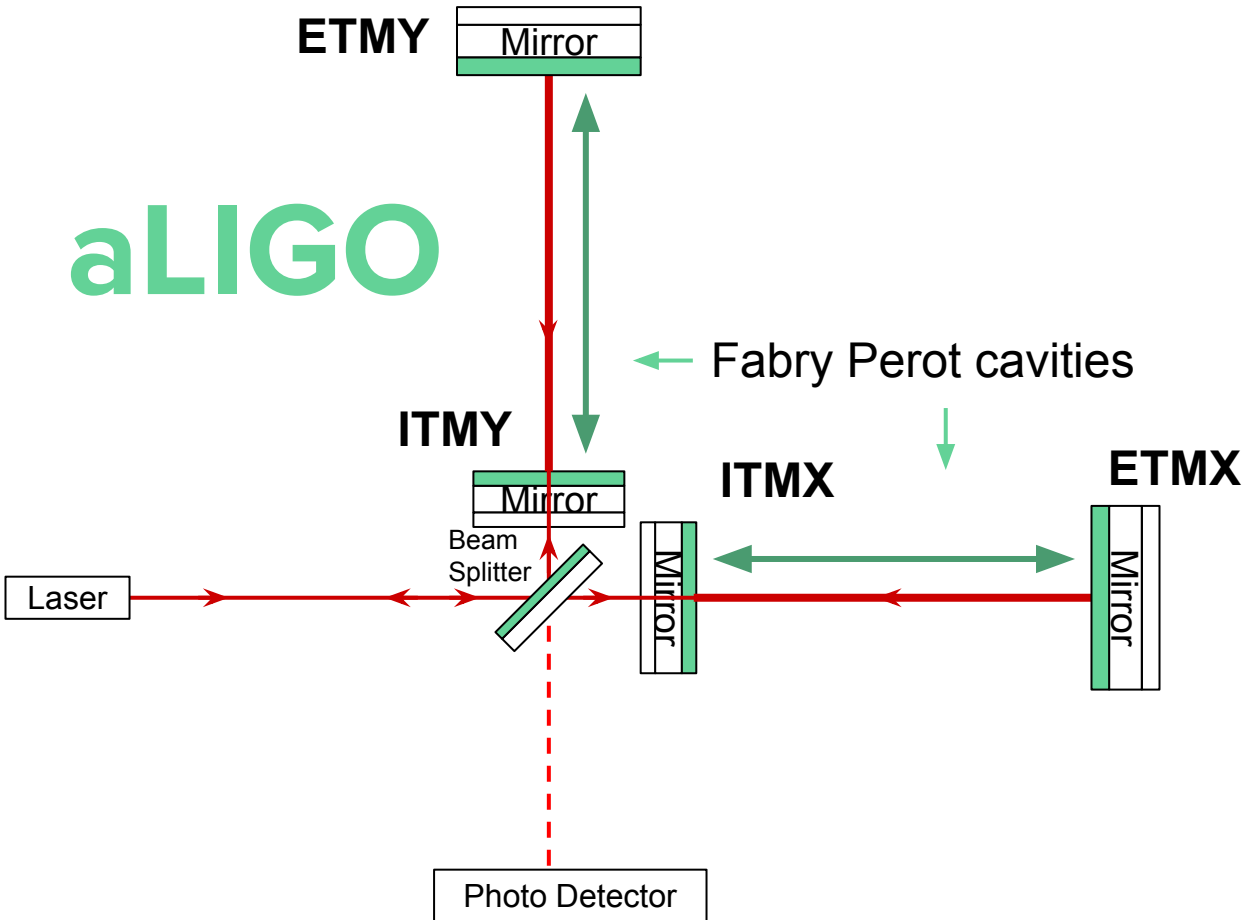 ETMY
Mirror
aLIGO
Fabry Perot cavities
ITMY
ITMX
ETMX
Mirror
Beam
Splitter
Mirror
Mirror
Laser
Photo Detector